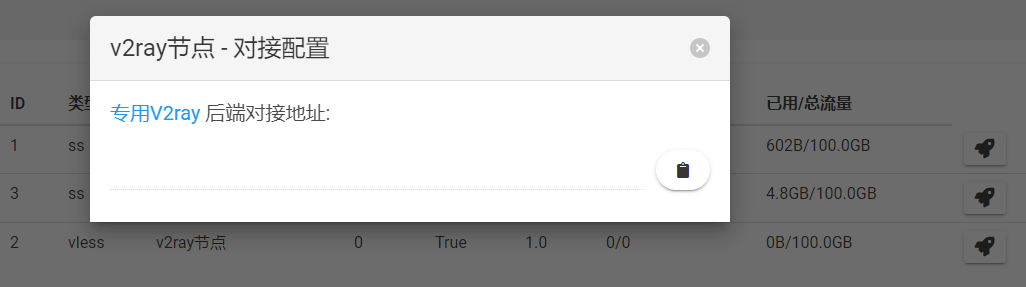 v2ray节点 - 对接配置
专用V2ray 后端对接地址:
ID 类型 已用/总流量
1 ss 602B/100.0GB
3 ss 4.8GB/100.0GB
2 vless v2ray节点 0 True 1.0 0/0 0B/100.0GB